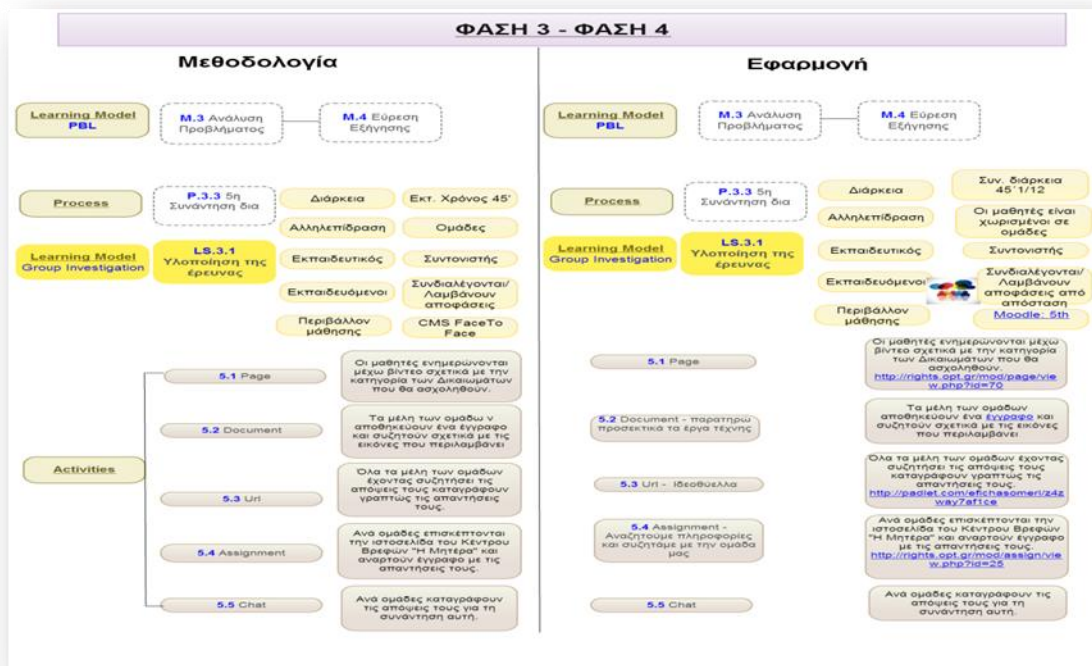 ΦΑΣΗ 3 - ΦΑΣΗ 4
Μεθοδολογία
Learning Model
PBL
M.3 Ανάλυση
Προβλήματος
M.4 Εύρεση
Εξήγησης
Process
P.3.3 5η
Συνάντηση δια
Διάρκεια
Εκτ. Χρόνος 45'
Αλληλεπίδραση
Ομάδες
Learning Model
Group Investigation
LS.3.1
Υλοποίηση της
έρευνας
Εκπαιδευτικός
Συντονιστής
Εκπαιδευόμενοι
Συνδιαλέγονται/
Λαμβάνουν
αποφάσεις
Περιβάλλον
μάθησης
CMS FaceTo
Face
Activities
5.1 Page
Οι μαθητές ενημερώνονται
μέχω βίντεο σχετικά με την
κατηγορία των Δικαιωμάτων
που θα ασχοληθούν.
5.2 Document
Τα μέλη των ομάδω ν
αποθηκεύουν ένα έγγραφο
και συζητούν σχετικά με τις
εικόνες που περιλαμβάνει
5.3 Url
Όλα τα μέλη των ομάδων
έχοντας συζητήσει τις
απόψεις τους καταγράφουν
γραπτώς τις απαντήσεις
τους.
5.4 Assignment
Ανά ομάδες επισκέπτονται
την ιστοσελίδα του Κέντρου
Βρεφών "Η Μητέρα" και
αναρτούν έγγραφο με τις
απαντήσεις τους.
5.5 Chat
Ανά ομάδες καταγράφουν
τις απόψεις τους για τη
συνάντηση αυτή.
Εφαρμογή
Learning Model
PBL
M.3 Ανάλυση
Προβλήματος
M.4 Εύρεση
Εξήγησης
Process
P.3.3 5η
Συνάντηση δια
Διάρκεια
Συν. διάρκεια
45΄1/12
Αλληλεπίδραση
Οι μαθητές είναι
χωρισμένοι σε
ομάδες
Learning Model
Group Investigation
LS.3.1
Υλοποίηση της
έρευνας
Εκπαιδευτικός
Συντονιστής
Εκπαιδευόμενοι
Συνδιαλέγονται/
Λαμβάνουν
αποφάσεις από
απόσταση
Περιβάλλον
μάθησης
Moodle: 5th
5.1 Page
Οι μαθητές ενημερώνονται μέχω
βίντεο σχετικά με την κατηγορία
των Δικαιωμάτων που θα
ασχοληθούν.
http://rights.opt.gr/mod/page/vie
w.php?id=70
5.2 Document - παρατηρώ
προσεκτικά τα έργα τέχνης
Τα μέλη των ομάδων
αποθηκεύουν ένα έγγραφο και
συζητούν σχετικά με τις εικόνες
που περιλαμβάνει
5.3 Url - Ιδεοθύελλα
Όλα τα μέλη των ομάδων έχοντας
συζητήσει τις απόψεις τους
καταγράφουν γραπτώς τις
απαντήσεις τους.
http://padlet.com/efichasomeri/z4z
way7af1ce
5.4 Assignment -
Αναζητούμε πληροφορίες
και συζητάμε με την ομάδα
μας
Ανά ομάδες επισκέπτονται την
ιστοσελίδα του Κέντρου Βρεφών
"Η Μητέρα" και αναρτούν έγγραφο
με τις απαντήσεις τους.
http://rights.opt.gr/mod/assign/vie
w.php?id=25
5.5 Chat
Ανά ομάδες καταγράφουν τις
απόψεις τους για τη
συνάντηση αυτή.